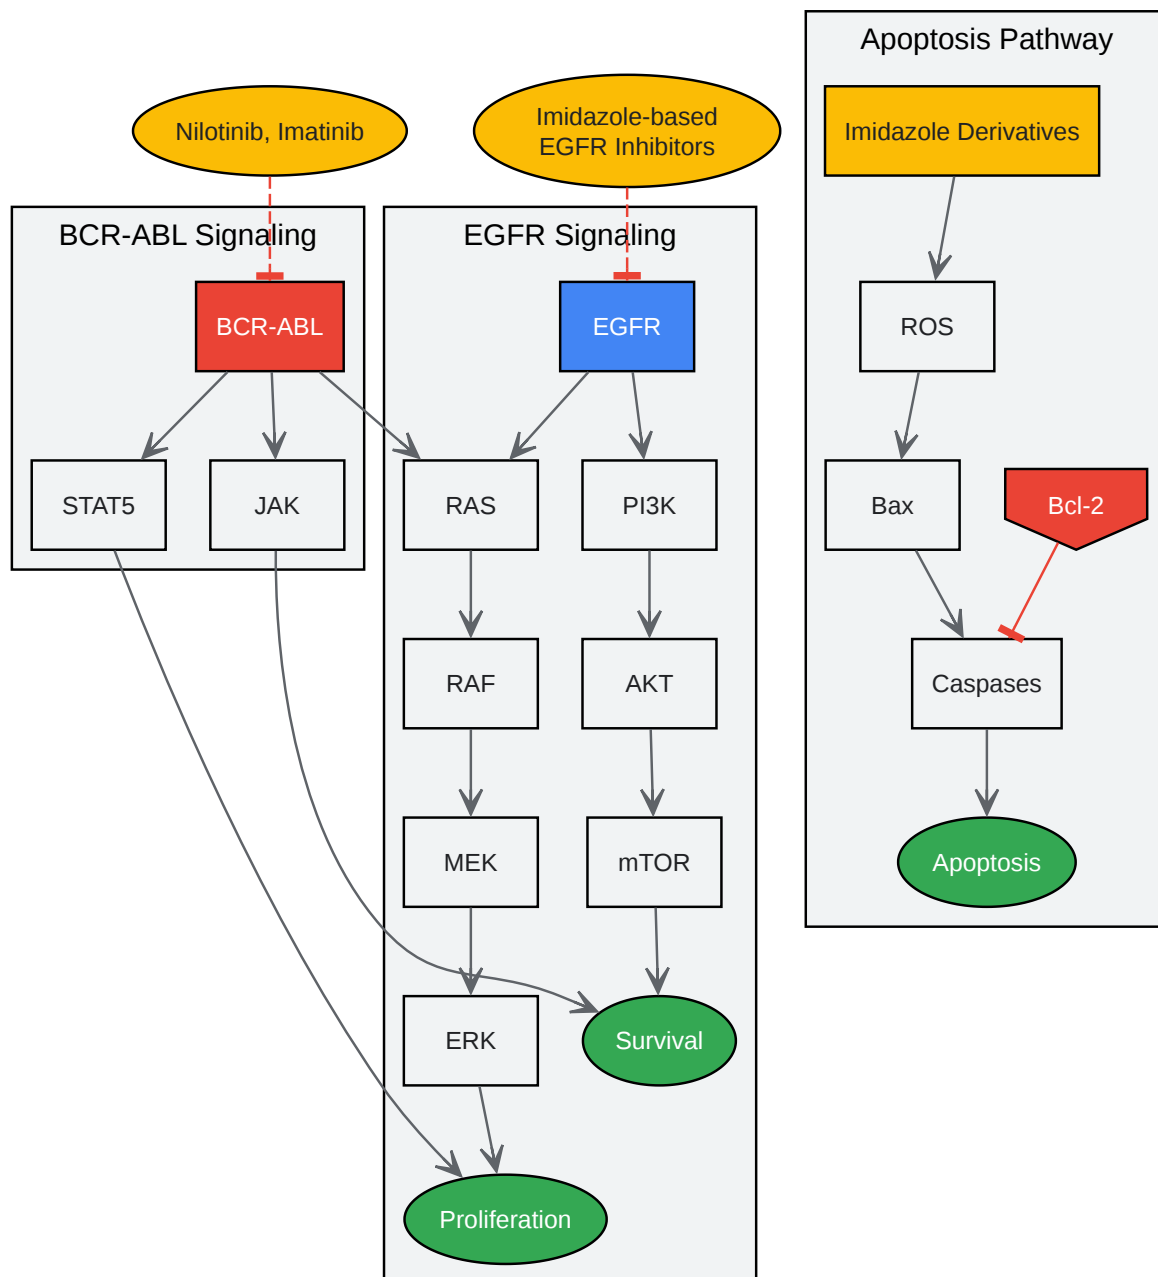 Apoptosis Pathway
Nilotinib, Imatinib
Imidazole-based
EGFR Inhibitors
Imidazole Derivatives
BCR-ABL Signaling
EGFR Signaling
BCR-ABL
EGFR
ROS
STAT5
JAK
RAS
PI3K
Bax
Bcl-2
RAF
AKT
Caspases
MEK
mTOR
Apoptosis
ERK
Survival
Proliferation